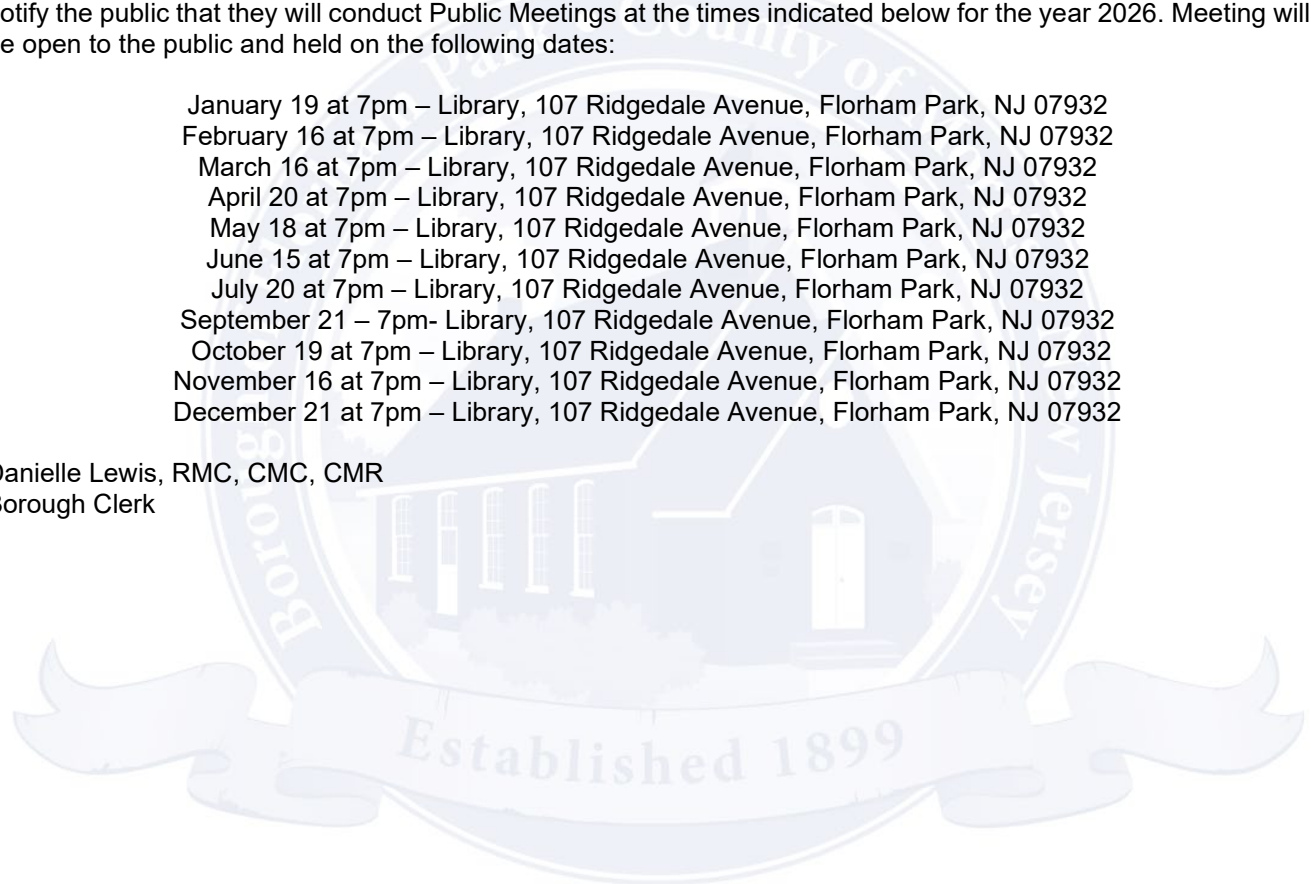 otify the public that they will conduct Public Meetings at the times indicated below for the year 2026. Meeting will
e open to the public and held on the following dates:
January 19 at 7pm – Library, 107 Ridgedale Avenue, Florham Park, NJ 07932
February 16 at 7pm – Library, 107 Ridgedale Avenue, Florham Park, NJ 07932
March 16 at 7pm – Library, 107 Ridgedale Avenue, Florham Park, NJ 07932
April 20 at 7pm – Library, 107 Ridgedale Avenue, Florham Park, NJ 07932
May 18 at 7pm – Library, 107 Ridgedale Avenue, Florham Park, NJ 07932
June 15 at 7pm – Library, 107 Ridgedale Avenue, Florham Park, NJ 07932
July 20 at 7pm – Library, 107 Ridgedale Avenue, Florham Park, NJ 07932
September 21 – 7pm- Library, 107 Ridgedale Avenue, Florham Park, NJ 07932
October 19 at 7pm – Library, 107 Ridgedale Avenue, Florham Park, NJ 07932
November 16 at 7pm – Library, 107 Ridgedale Avenue, Florham Park, NJ 07932
December 21 at 7pm – Library, 107 Ridgedale Avenue, Florham Park, NJ 07932
Danielle Lewis, RMC, CMC, CMR
Borough Clerk
Borough Park County of Jersey
Established 1899